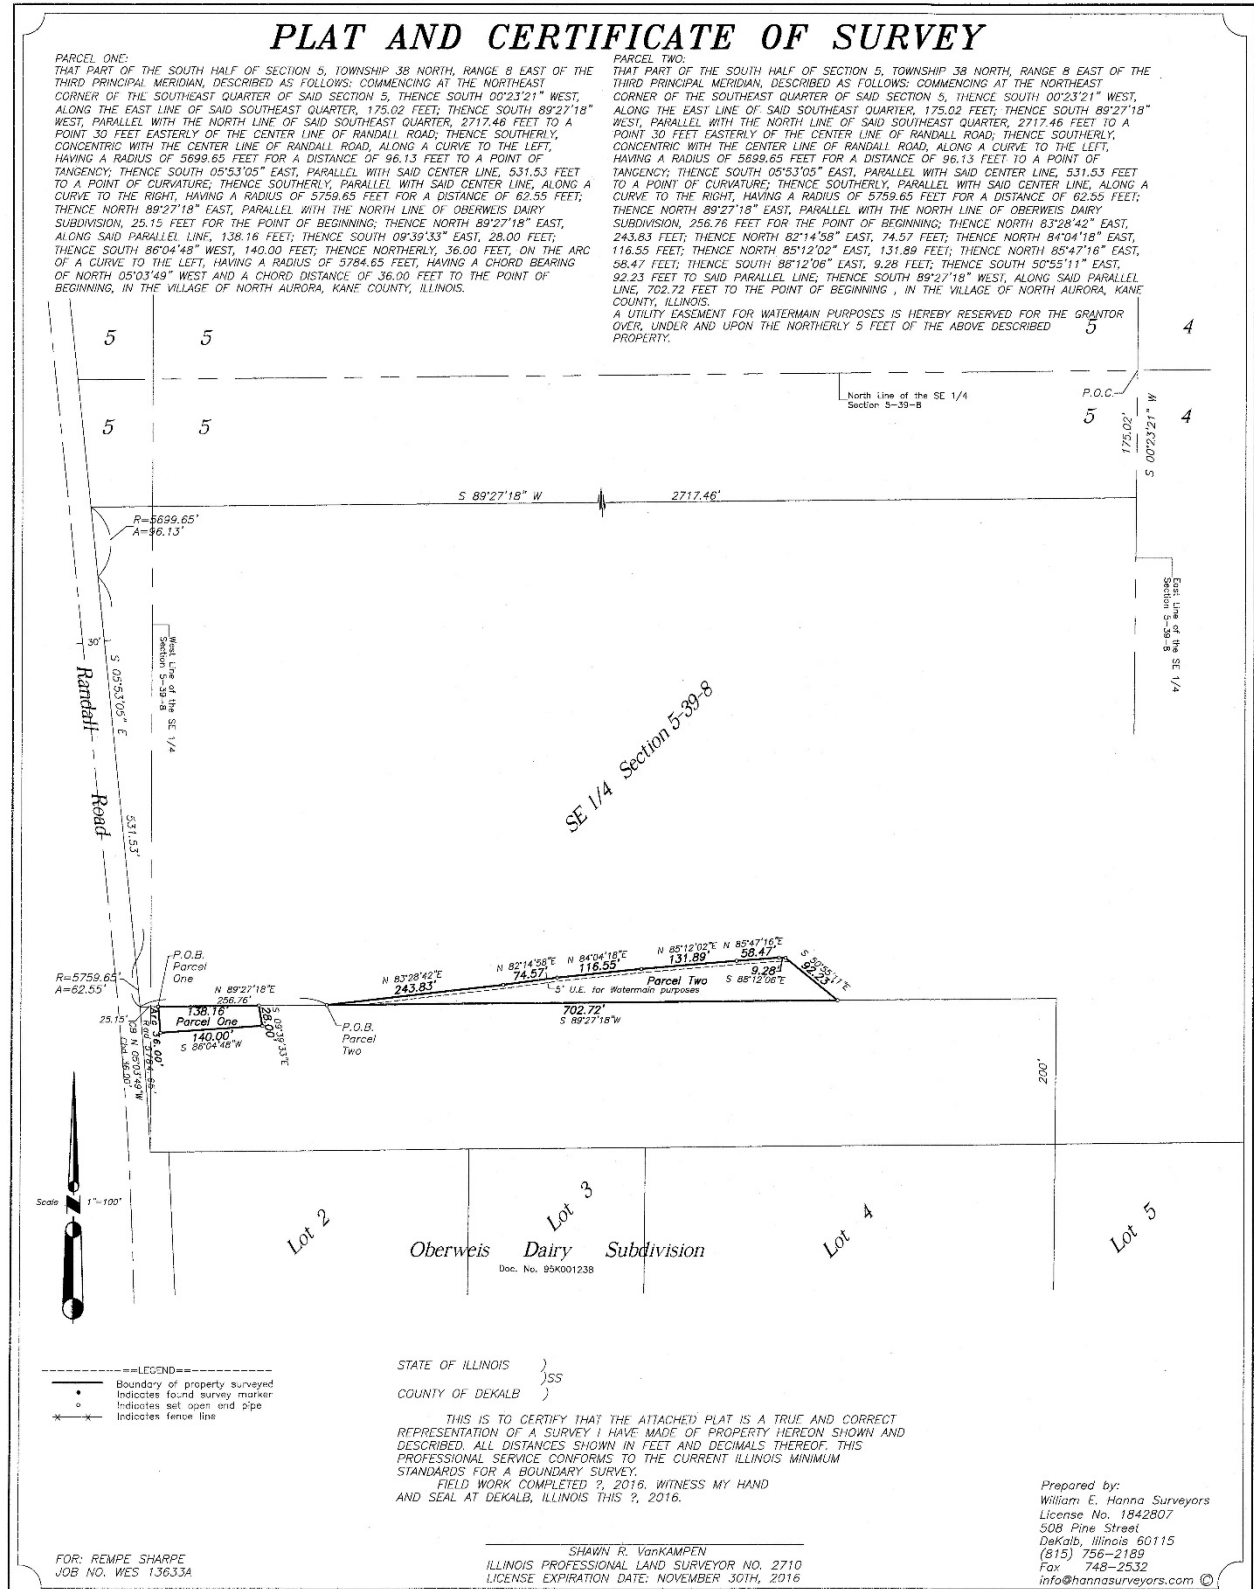 PLAT AND CERTIFICATE OF SURVEY
PARCEL ONE:
THAT PART OF THE SOUTH HALF OF SECTION 5, TOWNSHIP 38 NORTH, RANGE 8 EAST OF THE
THIRD PRINCIPAL MERIDIAN, DESCRIBED AS FOLLOWS: COMMENCING AT THE NORTHEAST
CORNER OF THE SOUTHEAST QUARTER OF SAID SECTION 5, THENCE SOUTH 00°23'21" WEST,
ALONG THE EAST LINE OF SAID SOUTHEAST QUARTER, 175.02 FEET; THENCE SOUTH 89°27'18"
WEST, PARALLEL WITH THE NORTH LINE OF SAID SOUTHEAST QUARTER, 2717.46 FEET TO A
POINT 30 FEET EASTERLY OF THE CENTER LINE OF RANDALL ROAD; THENCE SOUTHERLY,
CONCENTRIC WITH THE CENTER LINE OF RANDALL ROAD, ALONG A CURVE TO THE LEFT,
HAVING A RADIUS OF 5699.65 FEET FOR A DISTANCE OF 96.13 FEET TO A POINT OF
TANGENCY; THENCE SOUTH 05°53'05" EAST, PARALLEL WITH SAID CENTER LINE, 531.53 FEET
TO A POINT OF CURVATURE; THENCE SOUTHERLY, PARALLEL WITH SAID CENTER LINE, ALONG A
CURVE TO THE RIGHT, HAVING A RADIUS OF 5759.65 FEET FOR A DISTANCE OF 62.55 FEET;
THENCE NORTH 89°27'18" EAST, PARALLEL WITH THE NORTH LINE OF OBERWEIS DAIRY
SUBDIVISION, 25.15 FEET FOR THE POINT OF BEGINNING; THENCE NORTH 89°27'18" EAST,
ALONG SAID PARALLEL LINE, 138.16 FEET; THENCE SOUTH 09°39'33" EAST, 28.00 FEET;
THENCE SOUTH 86°04'48" WEST, 140.00 FEET; THENCE NORTHERLY, 36.00 FEET, ON THE ARC
OF A CURVE TO THE LEFT, HAVING A RADIUS OF 5784.65 FEET, HAVING A CHORD BEARING
OF NORTH 05°03'49" WEST AND A CHORD DISTANCE OF 36.00 FEET TO THE POINT OF
BEGINNING, IN THE VILLAGE OF NORTH AURORA, KANE COUNTY, ILLINOIS.
PARCEL TWO:
THAT PART OF THE SOUTH HALF OF SECTION 5, TOWNSHIP 38 NORTH, RANGE 8 EAST OF THE
THIRD PRINCIPAL MERIDIAN, DESCRIBED AS FOLLOWS: COMMENCING AT THE NORTHEAST
CORNER OF THE SOUTHEAST QUARTER OF SAID SECTION 5, THENCE SOUTH 00°23'21" WEST,
ALONG THE EAST LINE OF SAID SOUTHEAST QUARTER, 175.02 FEET; THENCE SOUTH 89°27'18"
WEST, PARALLEL WITH THE NORTH LINE OF SAID SOUTHEAST QUARTER, 2717.46 FEET TO A
POINT 30 FEET EASTERLY OF THE CENTER LINE OF RANDALL ROAD; THENCE SOUTHERLY,
CONCENTRIC WITH THE CENTER LINE OF RANDALL ROAD, ALONG A CURVE TO THE LEFT,
HAVING A RADIUS OF 5699.65 FEET FOR A DISTANCE OF 96.13 FEET TO A POINT OF
TANGENCY; THENCE SOUTH 05°53'05" EAST, PARALLEL WITH SAID CENTER LINE, 531.53 FEET
TO A POINT OF CURVATURE; THENCE SOUTHERLY, PARALLEL WITH SAID CENTER LINE, ALONG A
CURVE TO THE RIGHT, HAVING A RADIUS OF 5759.65 FEET FOR A DISTANCE OF 62.55 FEET;
THENCE NORTH 89°27'18" EAST, PARALLEL WITH THE NORTH LINE OF OBERWEIS DAIRY
SUBDIVISION, 256.76 FEET FOR THE POINT OF BEGINNING; THENCE NORTH 83°28'42" EAST,
243.83 FEET; THENCE NORTH 82°14'58" EAST, 74.57 FEET; THENCE NORTH 84°04'18" EAST,
116.55 FEET; THENCE NORTH 85°12'02" EAST, 131.89 FEET; THENCE NORTH 85°47'16" EAST,
58.47 FEET; THENCE SOUTH 88°12'06" EAST, 9.28 FEET; THENCE SOUTH 50°55'11" EAST,
92.23 FEET TO SAID PARALLEL LINE; THENCE SOUTH 89°27'18" WEST, ALONG SAID PARALLEL
LINE, 702.72 FEET TO THE POINT OF BEGINNING , IN THE VILLAGE OF NORTH AURORA, KANE
COUNTY, ILLINOIS.
A UTILITY EASEMENT FOR WATERMAIN PURPOSES IS HEREBY RESERVED FOR THE GRANTOR
OVER, UNDER AND UPON THE NORTHERLY 5 FEET OF THE ABOVE DESCRIBED
PROPERTY.
5 5 5 4
North Line of the SE 1/4
Section 5-39-8
P.O.C.
5 5 5 4
175.02'
S 00°23'21" W
S 89°27'18" W 2717.46'
R=5699.65'
A=96.13'
East Line of the SE 1/4
Section 5-39-8
West Line of the SE 1/4
Section 5-39-8
30'
S 05°53'05" E
531.53'
Randall Road
SE 1/4 Section 5-39-8
P.O.B.
Parcel
One
R=5759.65'
A=62.55'
25.15'
N 89°27'18"E
256.76'
138.16'
Parcel One
140.00'
S 86°04'48"W
28.00'
S 09°39'33"E
Arc 36.00'
Rad 5784.65'
CB N 05°03'49"W
Chd 36.00'
P.O.B.
Parcel
Two
N 83°28'42"E
243.83'
N 82°14'58"E
74.57'
N 84°04'18"E
116.55'
N 85°12'02"E
131.89'
N 85°47'16"E
58.47'
9.28'
S 88°12'06"E
S 50°55'11"E
92.23'
Parcel Two
5' U.E. for Watermain purposes
702.72'
S 89°27'18"W
200'
Scale 1"=100'
N
Lot 2
Lot 3
Lot 4
Lot 5
Oberweis Dairy Subdivision
Doc. No. 95K001238
==LEGEND==
Boundary of property surveyed
Indicates found survey marker
Indicates set open end pipe
Indicates fence line
STATE OF ILLINOIS )
)SS
COUNTY OF DEKALB )
THIS IS TO CERTIFY THAT THE ATTACHED PLAT IS A TRUE AND CORRECT
REPRESENTATION OF A SURVEY I HAVE MADE OF PROPERTY HEREON SHOWN AND
DESCRIBED. ALL DISTANCES SHOWN IN FEET AND DECIMALS THEREOF. THIS
PROFESSIONAL SERVICE CONFORMS TO THE CURRENT ILLINOIS MINIMUM
STANDARDS FOR A BOUNDARY SURVEY.
FIELD WORK COMPLETED ?, 2016. WITNESS MY HAND
AND SEAL AT DEKALB, ILLINOIS THIS ?, 2016.
SHAWN R. VanKAMPEN
ILLINOIS PROFESSIONAL LAND SURVEYOR NO. 2710
LICENSE EXPIRATION DATE: NOVEMBER 30TH, 2016
FOR: REMPE SHARPE
JOB NO. WES 13633A
Prepared by:
William E. Hanna Surveyors
License No. 1842807
508 Pine Street
DeKalb, Illinois 60115
(815) 756-2189
Fax 748-2532
info@hannasurveyors.com ©